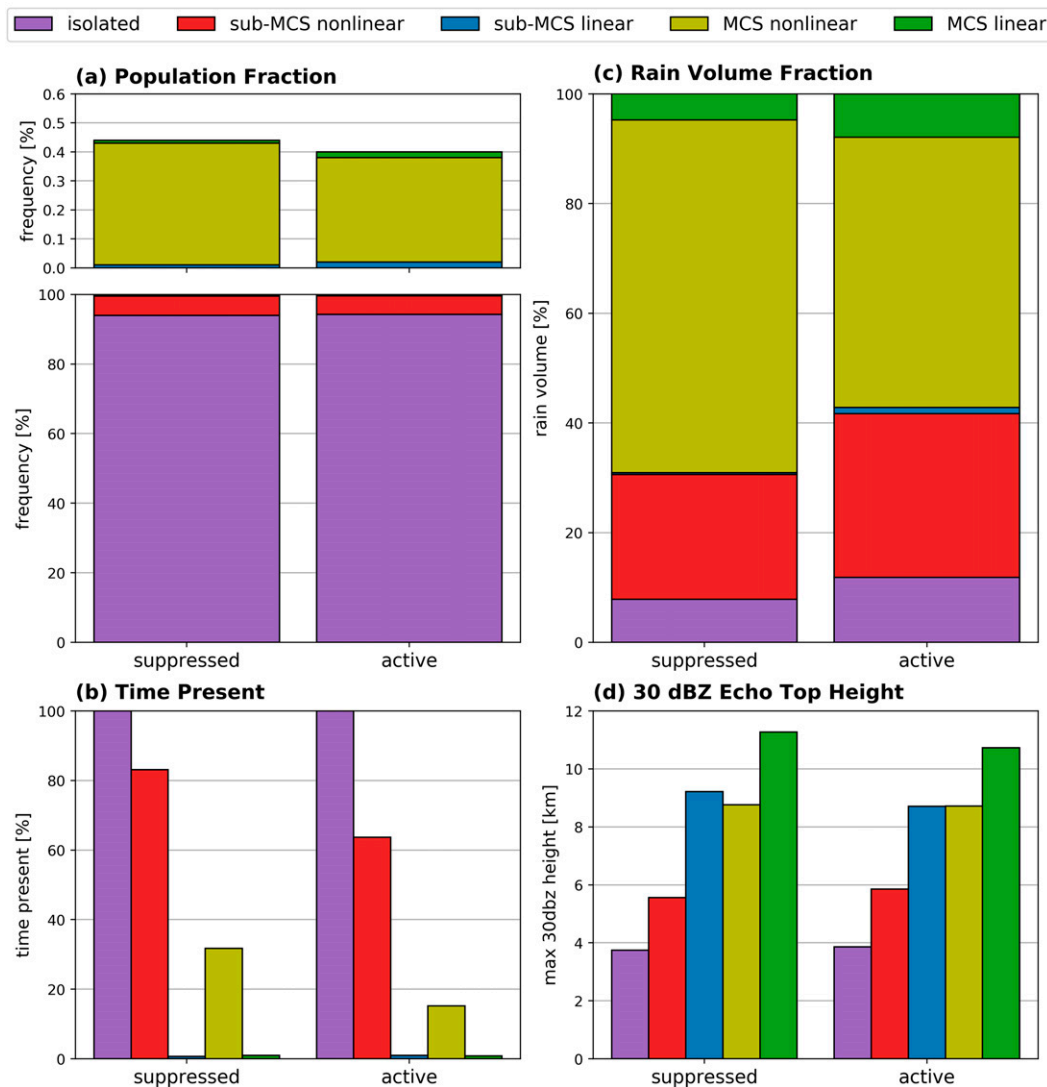 isolated sub-MCS nonlinear sub-MCS linear MCS nonlinear MCS linear
(a) Population Fraction
frequency [%]
0.6
0.5
0.4
0.3
0.2
0.1
0.0
frequency [%]
100
80
60
40
20
0
suppressed active
(c) Rain Volume Fraction
rain volume [%]
100
80
60
40
20
0
suppressed active
(b) Time Present
time present [%]
100
80
60
40
20
0
suppressed active
(d) 30 dBZ Echo Top Height
max 30dbz height [km]
12
10
8
6
4
2
0
suppressed active